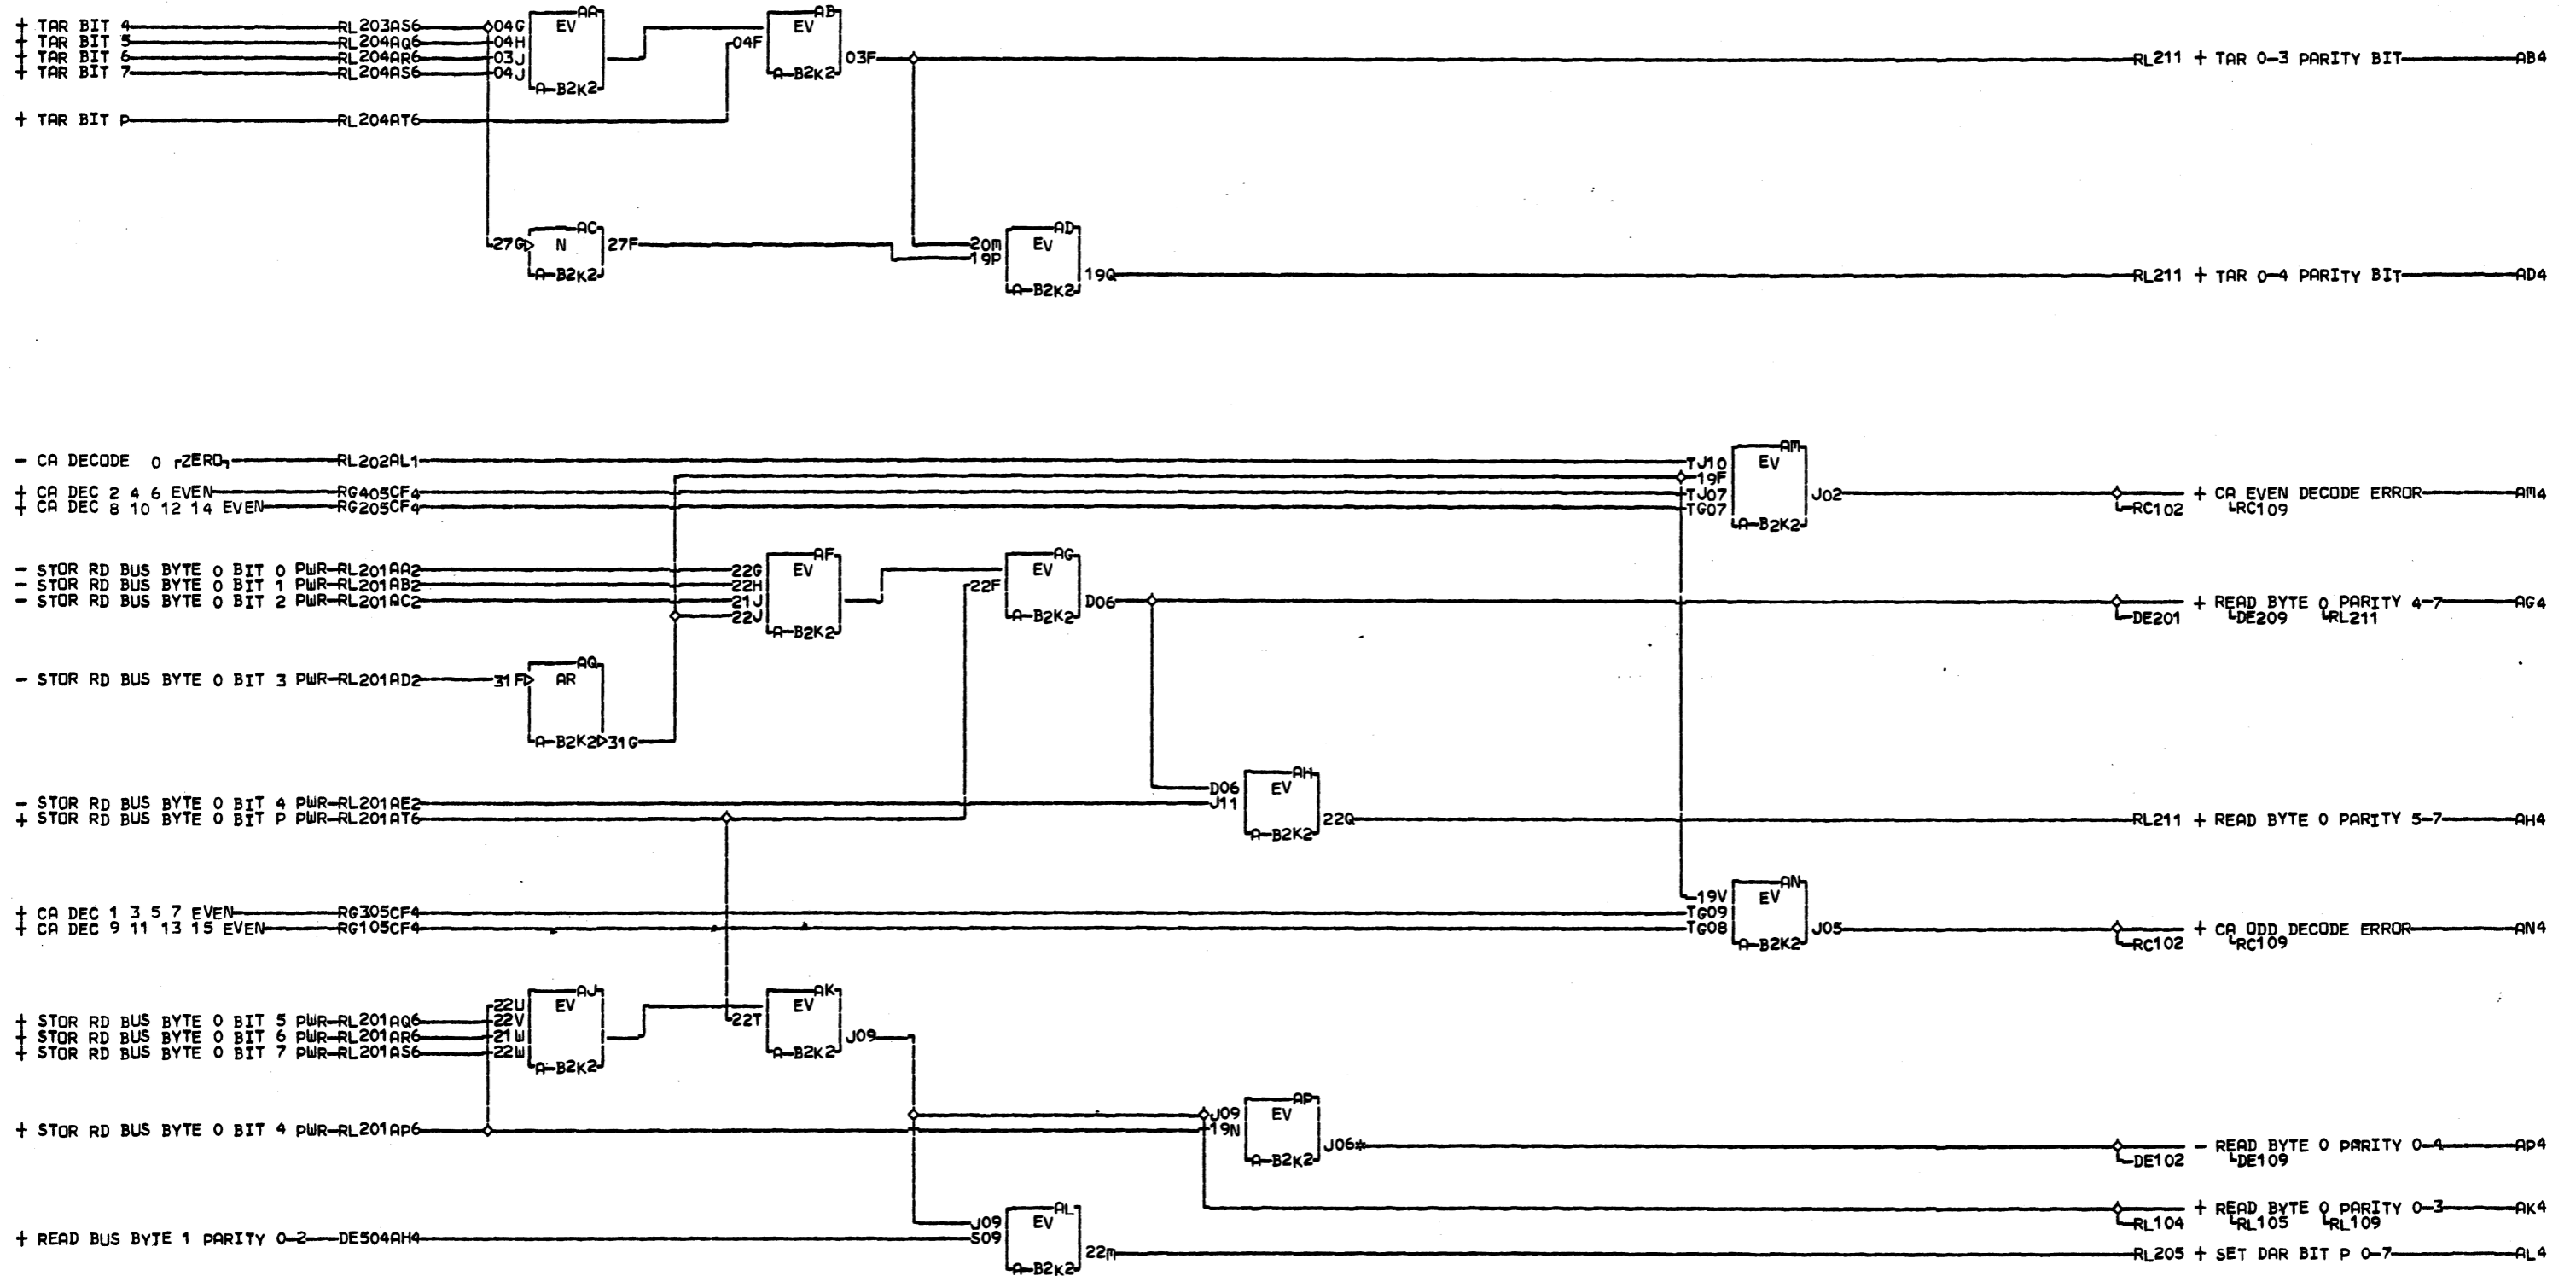 AA AB
+ TAR BIT 4 RL203AS6 04G EV EV
+ TAR BIT 5 RL204AQ6 04H 04F
+ TAR BIT 6 RL204AR6 03J 03F RL211 + TAR 0-3 PARITY BIT AB4
+ TAR BIT 7 RL204AS6 04J A-B2K2
A-B2K2
+ TAR BIT P RL204AT6
AC AD
27G N 27F 20M EV
19P
A-B2K2 19Q RL211 + TAR 0-4 PARITY BIT AD4
A-B2K2
AM
- CA DECODE 0 ┌ZERO┐ RL202AL1 TJ10 EV
19F
+ CA DEC 2 4 6 EVEN RG405CF4 TJ07 J02 + CA EVEN DECODE ERROR AM4
+ CA DEC 8 10 12 14 EVEN RG205CF4 TG07 RC102 RC109
A-B2K2
AF AG
- STOR RD BUS BYTE 0 BIT 0 PWR RL201AA2 22G EV EV
- STOR RD BUS BYTE 0 BIT 1 PWR RL201AB2 22H 22F
- STOR RD BUS BYTE 0 BIT 2 PWR RL201AC2 21J D06 + READ BYTE 0 PARITY 4-7 AG4
22J A-B2K2 DE201 DE209 RL211
A-B2K2
AQ
- STOR RD BUS BYTE 0 BIT 3 PWR RL201AD2 31F AR
A-B2K2 31G
AH
D06 EV
- STOR RD BUS BYTE 0 BIT 4 PWR RL201AE2 J11
+ STOR RD BUS BYTE 0 BIT P PWR RL201AT6 22Q RL211 + READ BYTE 0 PARITY 5-7 AH4
A-B2K2
AN
19V EV
+ CA DEC 1 3 5 7 EVEN RG305CF4 TG09
+ CA DEC 9 11 13 15 EVEN RG105CF4 TG08 J05 + CA ODD DECODE ERROR AN4
A-B2K2 RC102 RC109
AJ AK
22U EV EV
+ STOR RD BUS BYTE 0 BIT 5 PWR RL201AQ6 22V 22T
+ STOR RD BUS BYTE 0 BIT 6 PWR RL201AR6 21W J09
+ STOR RD BUS BYTE 0 BIT 7 PWR RL201AS6 22W A-B2K2
A-B2K2
AP
J09 EV
+ STOR RD BUS BYTE 0 BIT 4 PWR RL201AP6 19N
J06* - READ BYTE 0 PARITY 0-4 AP4
A-B2K2 DE102 DE109
AL + READ BYTE 0 PARITY 0-3 AK4
J09 EV RL104 RL105 RL109
+ READ BUS BYTE 1 PARITY 0-2 DE504AH4 S09
22M RL205 + SET DAR BIT P 0-7 AL4
A-B2K2